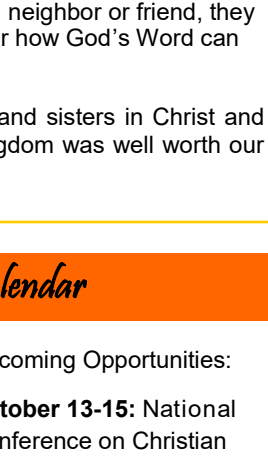 neighbor or friend, they
r how God's Word can
and sisters in Christ and
gdom was well worth our
lendar
coming Opportunities:
tober 13-15: National
nference on Christian